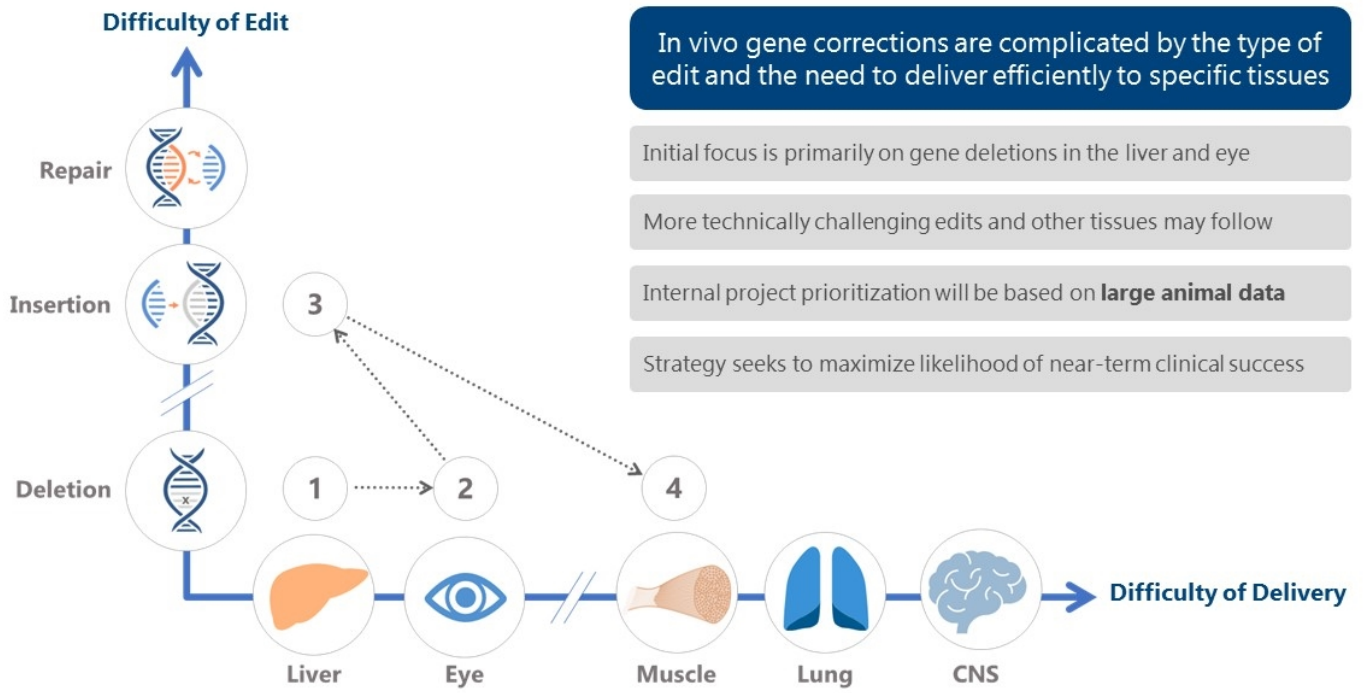 Difficulty of Edit
In vivo gene corrections are complicated by the type of
edit and the need to deliver efficiently to specific tissues
Initial focus is primarily on gene deletions in the liver and eye
More technically challenging edits and other tissues may follow
Internal project prioritization will be based on large animal data
Strategy seeks to maximize likelihood of near-term clinical success
Repair
Insertion
3
Deletion
x
1
2
4
Difficulty of Delivery
Liver
Eye
Muscle
Lung
CNS